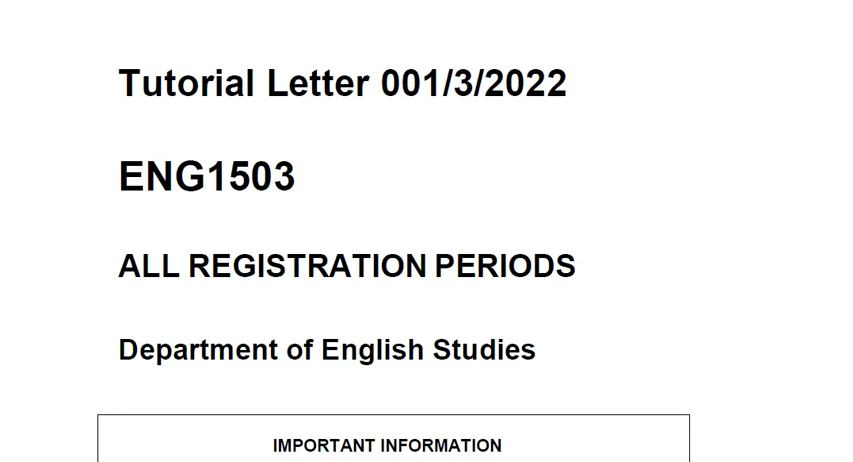 Tutorial Letter 001/3/2022
ENG1503
ALL REGISTRATION PERIODS
Department of English Studies
IMPORTANT INFORMATION